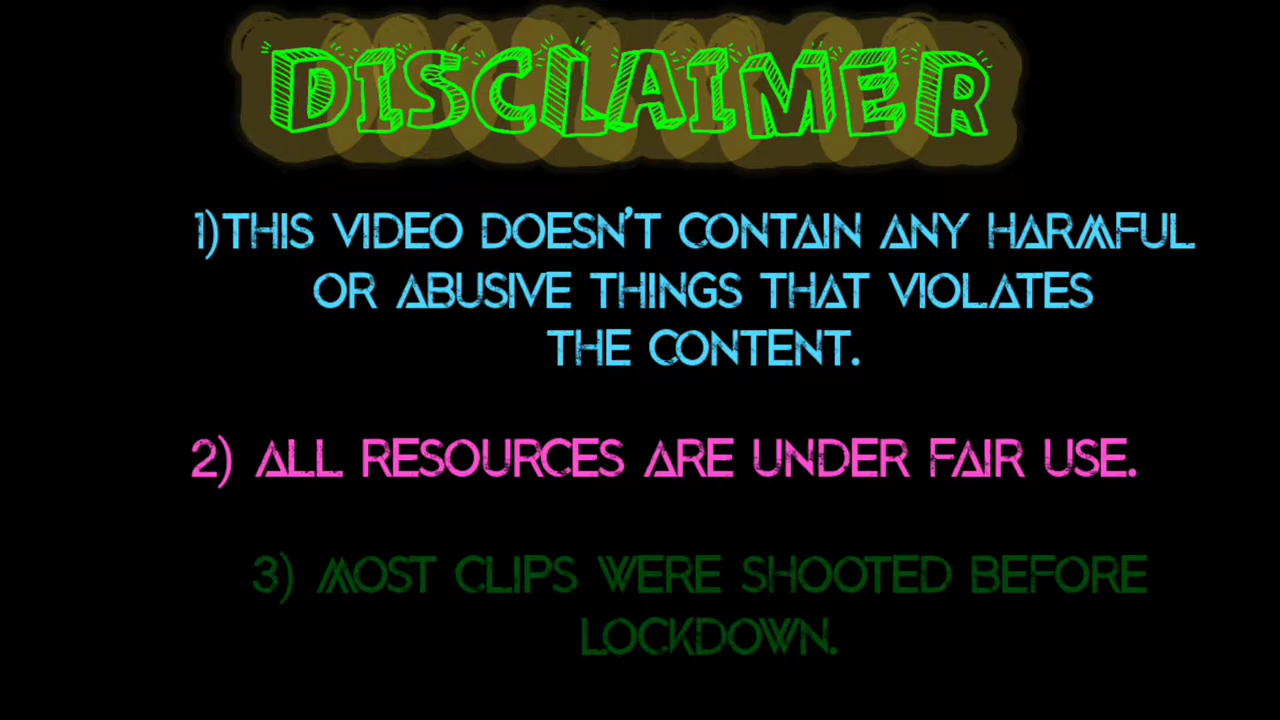 DISCLAIMER
1)THIS VIDEO DOESN'T CONTAIN ANY HARMFUL
OR ABUSIVE THINGS THAT VIOLATES
THE CONTENT.
2) ALL RESOURCES ARE UNDER FAIR USE.
3) MOST CLIPS WERE SHOOTED BEFORE
LOCKDOWN.